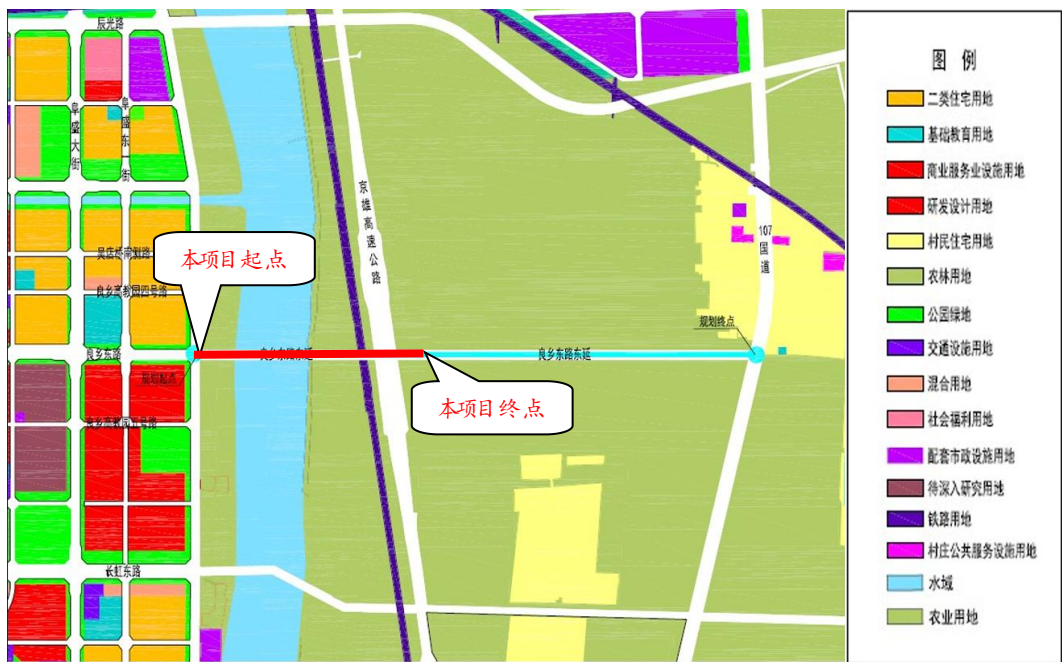 辰光路
阜盛大街
阜盛东一街
京雄高速公路
107国道
吴店桥南侧路
本项目起点
良乡高教园四号路
规划终点
良乡东路
良乡东路东延
良乡东路东延
规划起点
本项目终点
良乡高教园五号路
长虹东路
图 例
二类住宅用地
基础教育用地
商业服务业设施用地
研发设计用地
村民住宅用地
农林用地
公园绿地
交通设施用地
混合用地
社会福利用地
配套市政设施用地
待深入研究用地
铁路用地
村庄公共服务设施用地
水域
农业用地